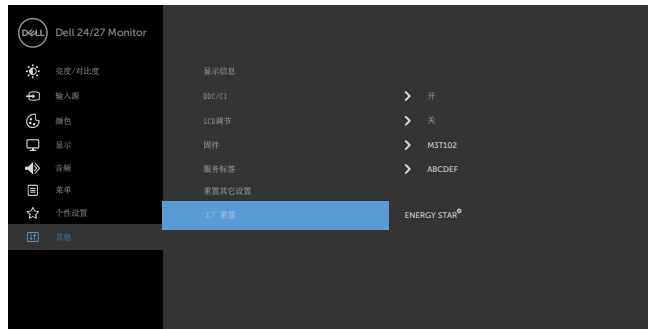 DELL Dell 24/27 Monitor
亮度/对比度 显示信息
输入源 DDC/CI 开
颜色 LCD调节 关
显示 固件 M3T102
音频 服务标签 ABCDEF
菜单 重置其它设置
个性设置 工厂重置 ENERGY STAR®
其他